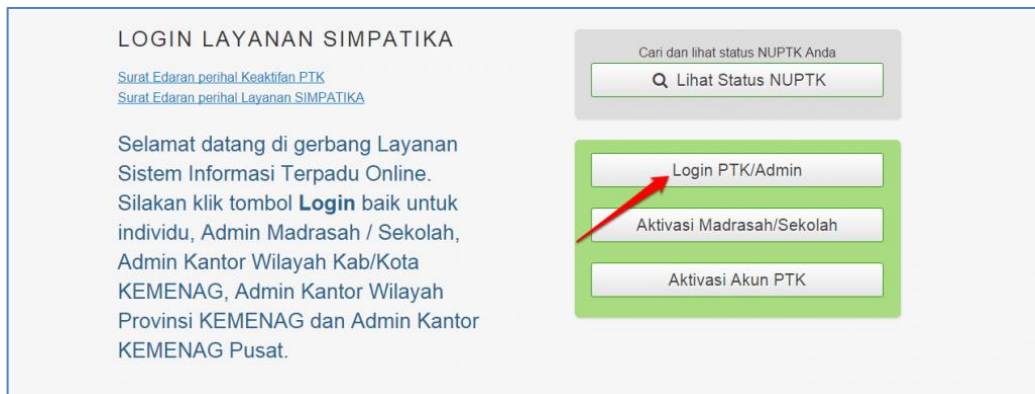 LOGIN LAYANAN SIMPATIKA
Surat Edaran perihal Keaktifan PTK
Surat Edaran perihal Layanan SIMPATIKA
Selamat datang di gerbang Layanan
Sistem Informasi Terpadu Online.
Silakan klik tombol Login baik untuk
individu, Admin Madrasah / Sekolah,
Admin Kantor Wilayah Kab/Kota
KEMENAG, Admin Kantor Wilayah
Provinsi KEMENAG dan Admin Kantor
KEMENAG Pusat.
Cari dan lihat status NUPTK Anda
Lihat Status NUPTK
Login PTK/Admin
Aktivasi Madrasah/Sekolah
Aktivasi Akun PTK